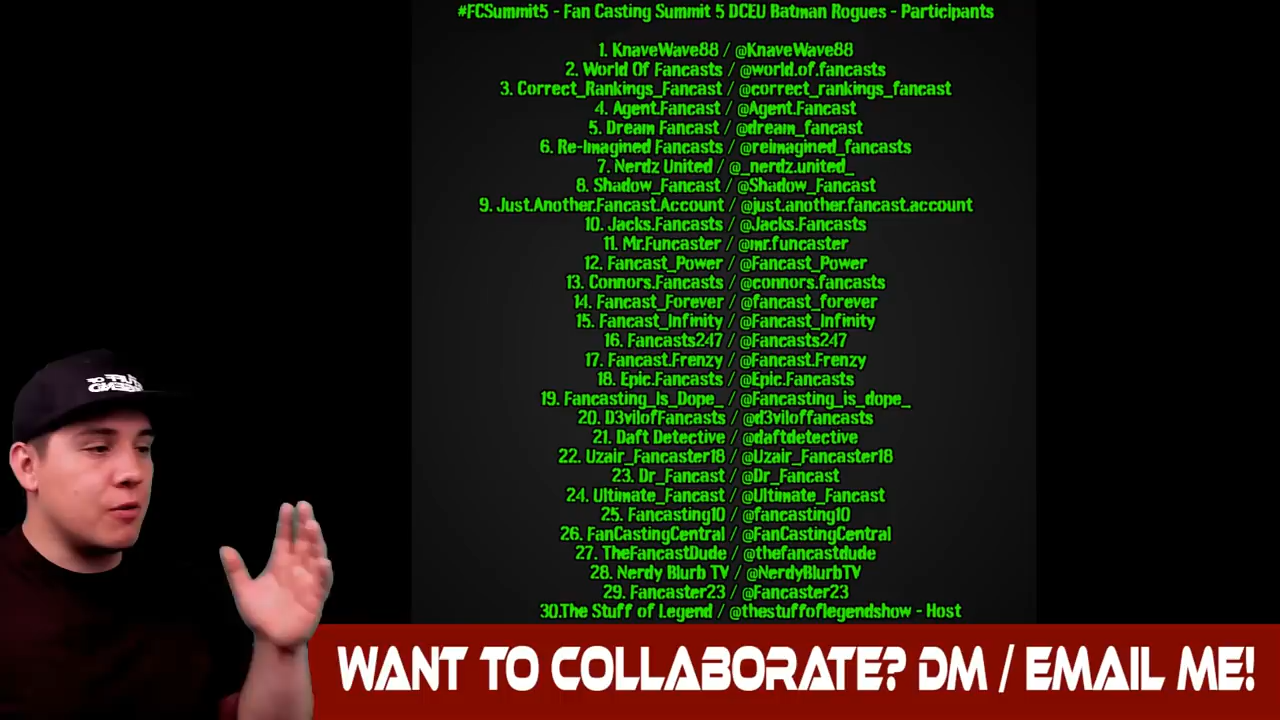 #FCSummit5 - Fan Casting Summit 5 DCEU Batman Rogues - Participants
1. KnaveWave88 / @KnaveWave88
2. World Of Fancasts / @world.of.fancasts
3. Correct_Rankings_Fancast / @correct_rankings_fancast
4. Agent.Fancast / @Agent.Fancast
5. Dream Fancast / @dream_fancast
6. Re-Imagined Fancasts / @reimagined_fancasts
7. Nerdz United / @_nerdz.united_
8. Shadow_Fancast / @Shadow_Fancast
9. Just.Another.Fancast.Account / @just.another.fancast.account
10. Jacks.Fancasts / @Jacks.Fancasts
11. Mr.Funcaster / @mr.funcaster
12. Fancast_Power / @Fancast_Power
13. Connors.Fancasts / @connors.fancasts
14. Fancast_Forever / @fancast_forever
15. Fancast_Infinity / @Fancast_Infinity
16. Fancasts247 / @Fancasts247
17. Fancast.Frenzy / @Fancast.Frenzy
18. Epic.Fancasts / @Epic.Fancasts
19. Fancasting_Is_Dope_ / @Fancasting_is_dope_
20. D3vilofFancasts / @d3viloffancasts
21. Daft Detective / @daftdetective
22. Uzair_Fancaster18 / @Uzair_Fancaster18
23. Dr_Fancast / @Dr_Fancast
24. Ultimate_Fancast / @Ultimate_Fancast
25. Fancasting10 / @fancasting10
26. FanCastingCentral / @FanCastingCentral
27. TheFancastDude / @thefancastdude
28. Nerdy Blurb TV / @NerdyBlurbTV
29. Fancaster23 / @Fancaster23
30.The Stuff of Legend / @thestuffoflegendshow - Host
WANT TO COLLABORATE? DM / EMAIL ME!